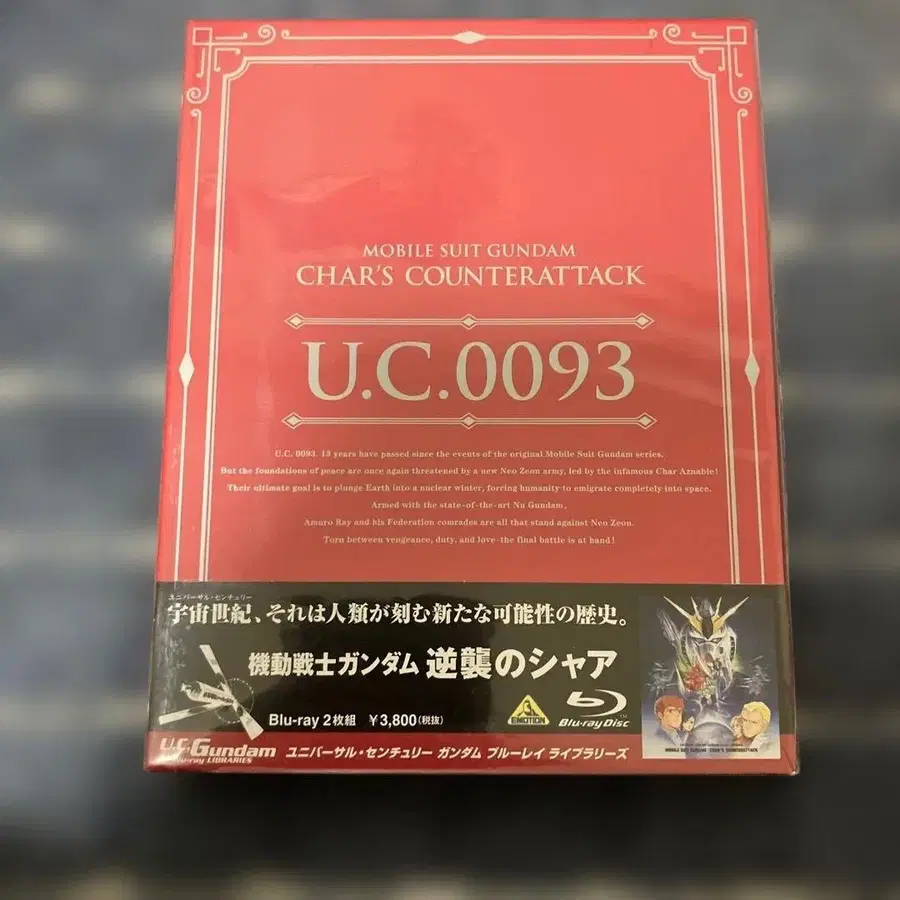 MOBILE SUIT GUNDAM
CHAR'S COUNTERATTACK
U.C.0093
U.C. 0093. 13 years have passed since the events of the original Mobile Suit Gundam series.
But the foundations of peace are once again threatened by a new Neo Zeon army, led by the infamous Char Aznable!
Their ultimate goal is to plunge Earth into a nuclear winter, forcing humanity to emigrate completely into space.
Armed with the state-of-the-art Nu Gundam,
Amuro Ray and his Federation comrades are all that stand against Neo Zeon.
Torn between vengeance, duty, and love–the final battle is at hand!
ユニバーサル・センチュリー
宇宙世紀、それは人類が刻む新たな可能性の歴史。
機動戦士ガンダム 逆襲のシャア
Blu-ray 2枚組 ¥3,800(税抜)
EMOTION
Blu-ray Disc™
MOBILE SUIT GUNDAM CHAR'S COUNTERATTACK
U.C.Gundam
Blu-ray LIBRARIES
ユニバーサル・センチュリー ガンダム ブルーレイ ライブラリーズ